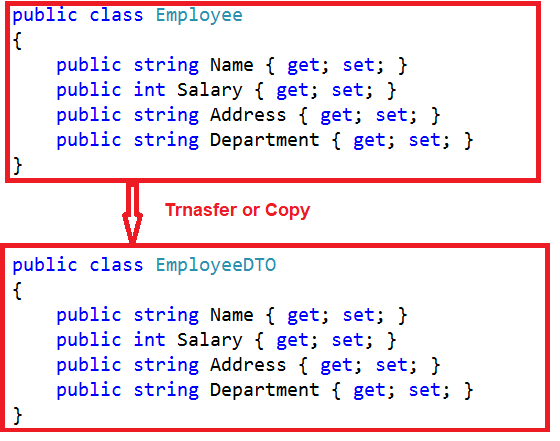 public class Employee
{
    public string Name { get; set; }
    public int Salary { get; set; }
    public string Address { get; set; }
    public string Department { get; set; }
}
Trnasfer or Copy
public class EmployeeDTO
{
    public string Name { get; set; }
    public int Salary { get; set; }
    public string Address { get; set; }
    public string Department { get; set; }
}